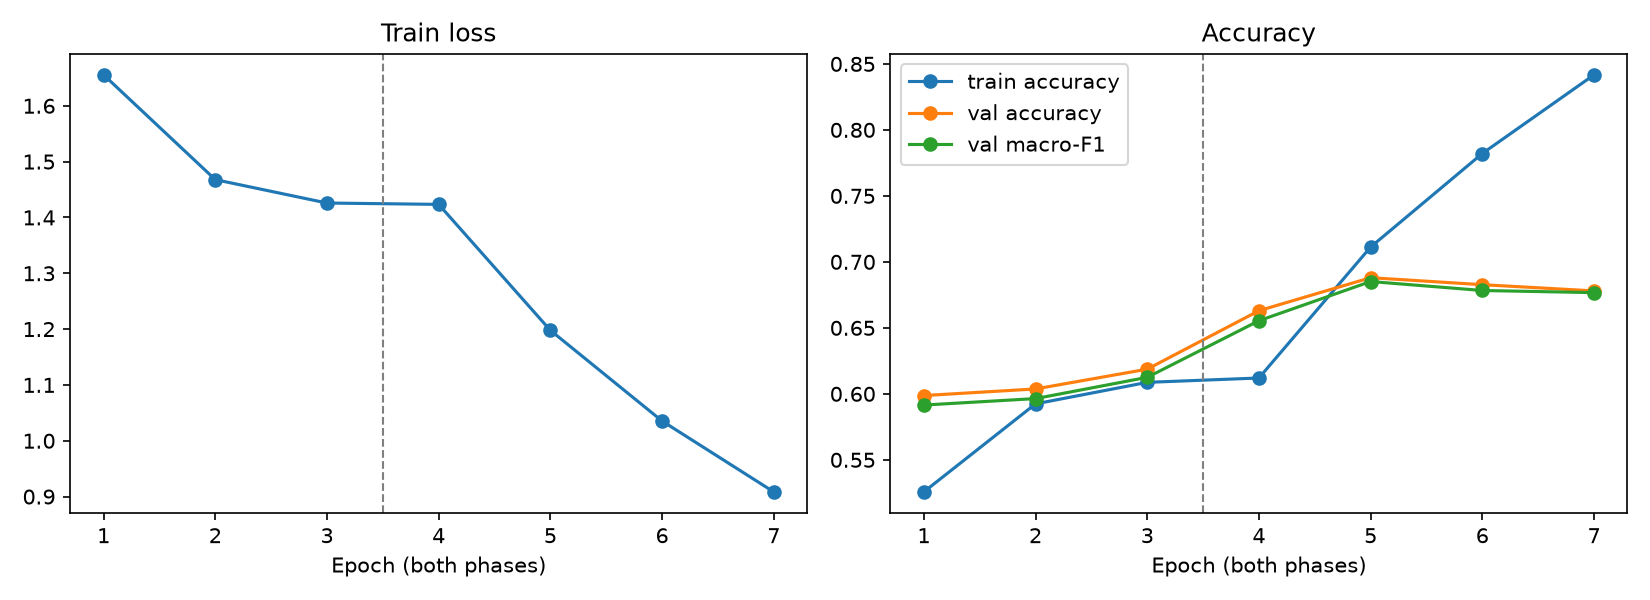 Train loss
1.6
1.5
1.4
1.3
1.2
1.1
1.0
0.9
1 2 3 4 5 6 7
Epoch (both phases)
Accuracy
train accuracy
val accuracy
val macro-F1
0.85
0.80
0.75
0.70
0.65
0.60
0.55
1 2 3 4 5 6 7
Epoch (both phases)